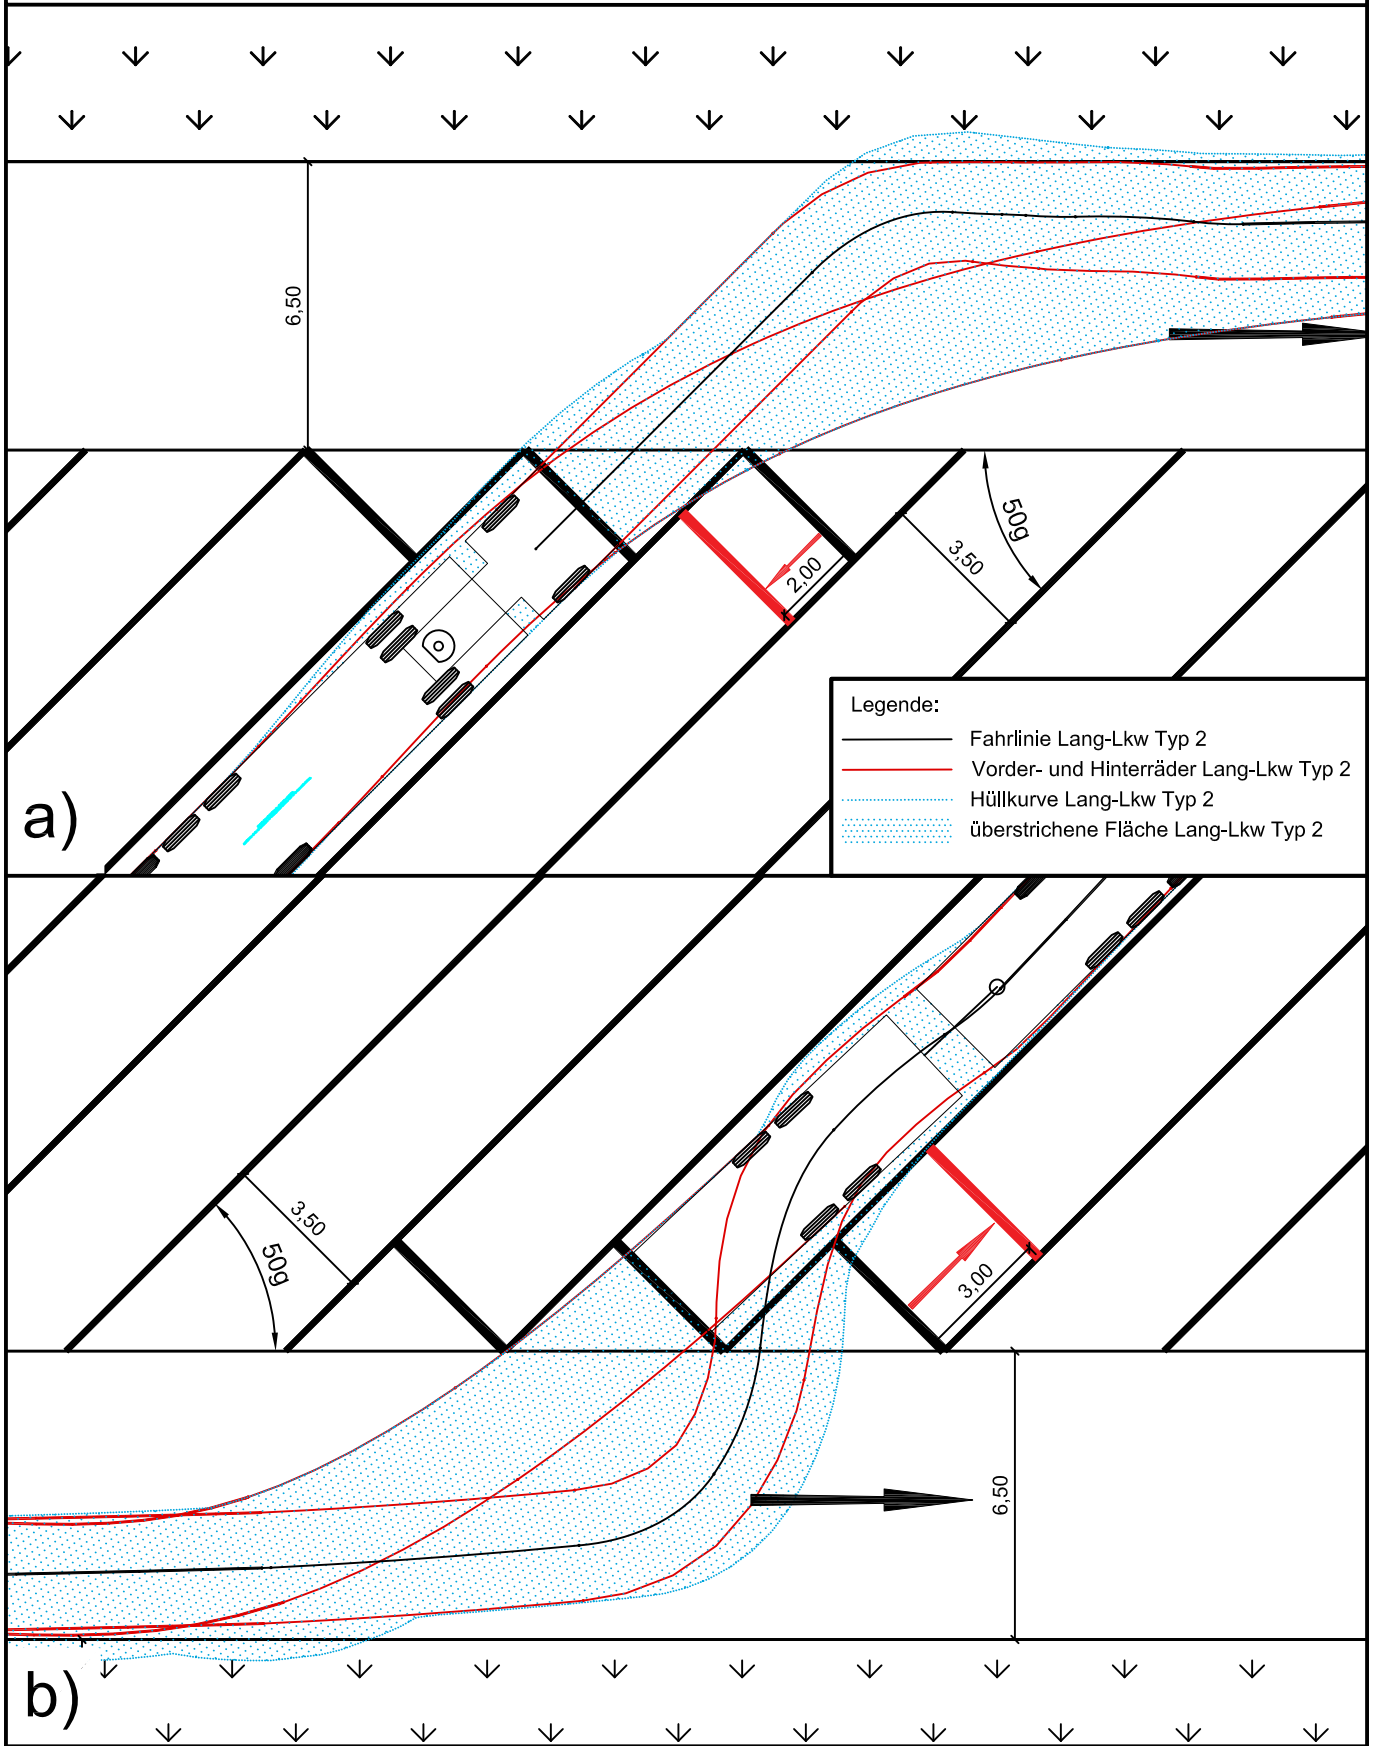 6,50
50g
3,50
2,00
Legende:
Fahrlinie Lang-Lkw Typ 2
Vorder- und Hinterräder Lang-Lkw Typ 2
Hüllkurve Lang-Lkw Typ 2
überstrichene Fläche Lang-Lkw Typ 2
a)
3,50
50g
3,00
6,50
b)